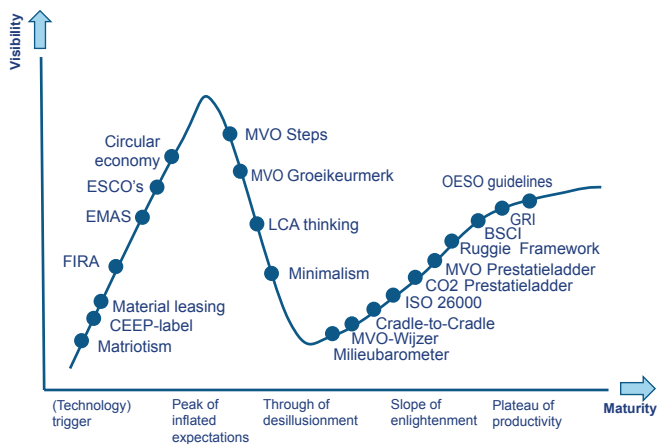 Visibility
Circular
economy
ESCO's
EMAS
FIRA
Material leasing
CEEP-label
Matriotism
MVO Steps
MVO Groeikeurmerk
LCA thinking
Minimalism
OESO guidelines
GRI
BSCI
Ruggie Framework
MVO Prestatieladder
CO2 Prestatieladder
ISO 26000
Cradle-to-Cradle
MVO-Wijzer
Milieubarometer
(Technology)
trigger
Peak of
inflated
expectations
Through of
desillusionment
Slope of
enlightenment
Plateau of
productivity
Maturity